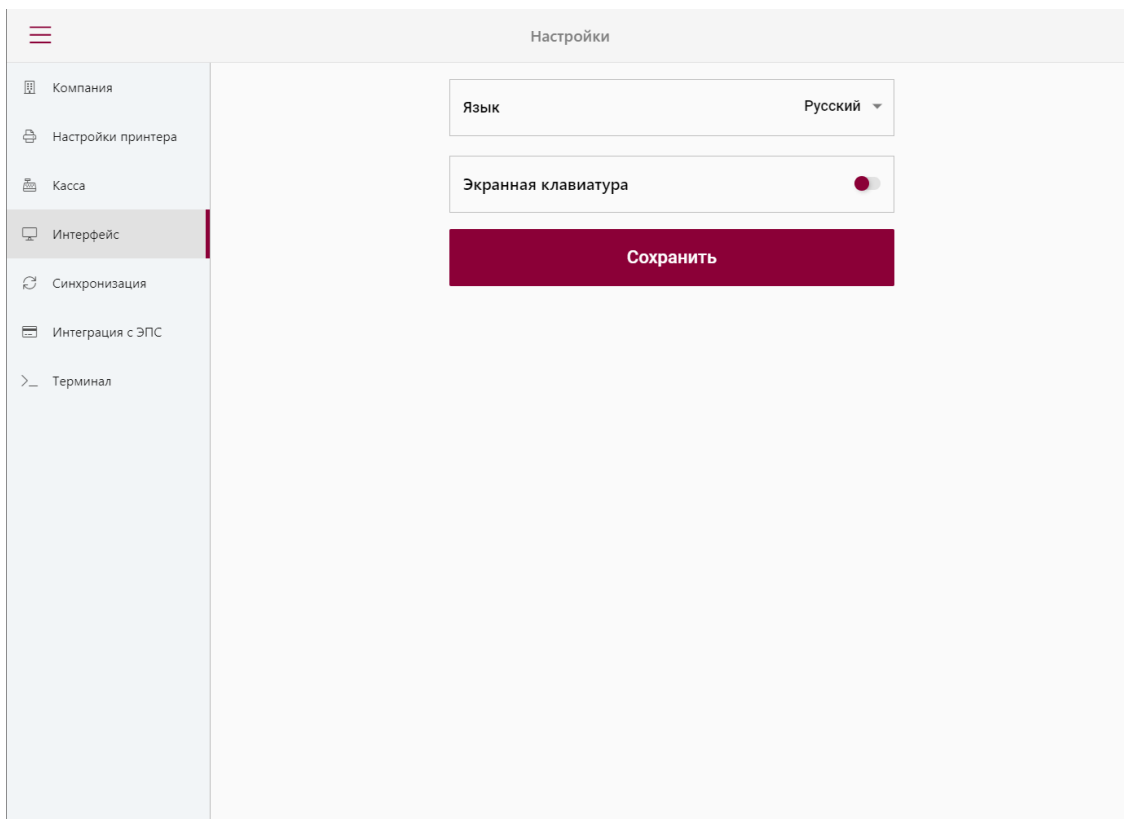 Настройки
Компания
Настройки принтера
Касса
Интерфейс
Синхронизация
Интеграция с ЭПС
Терминал
Язык Русский
Экранная клавиатура
Сохранить